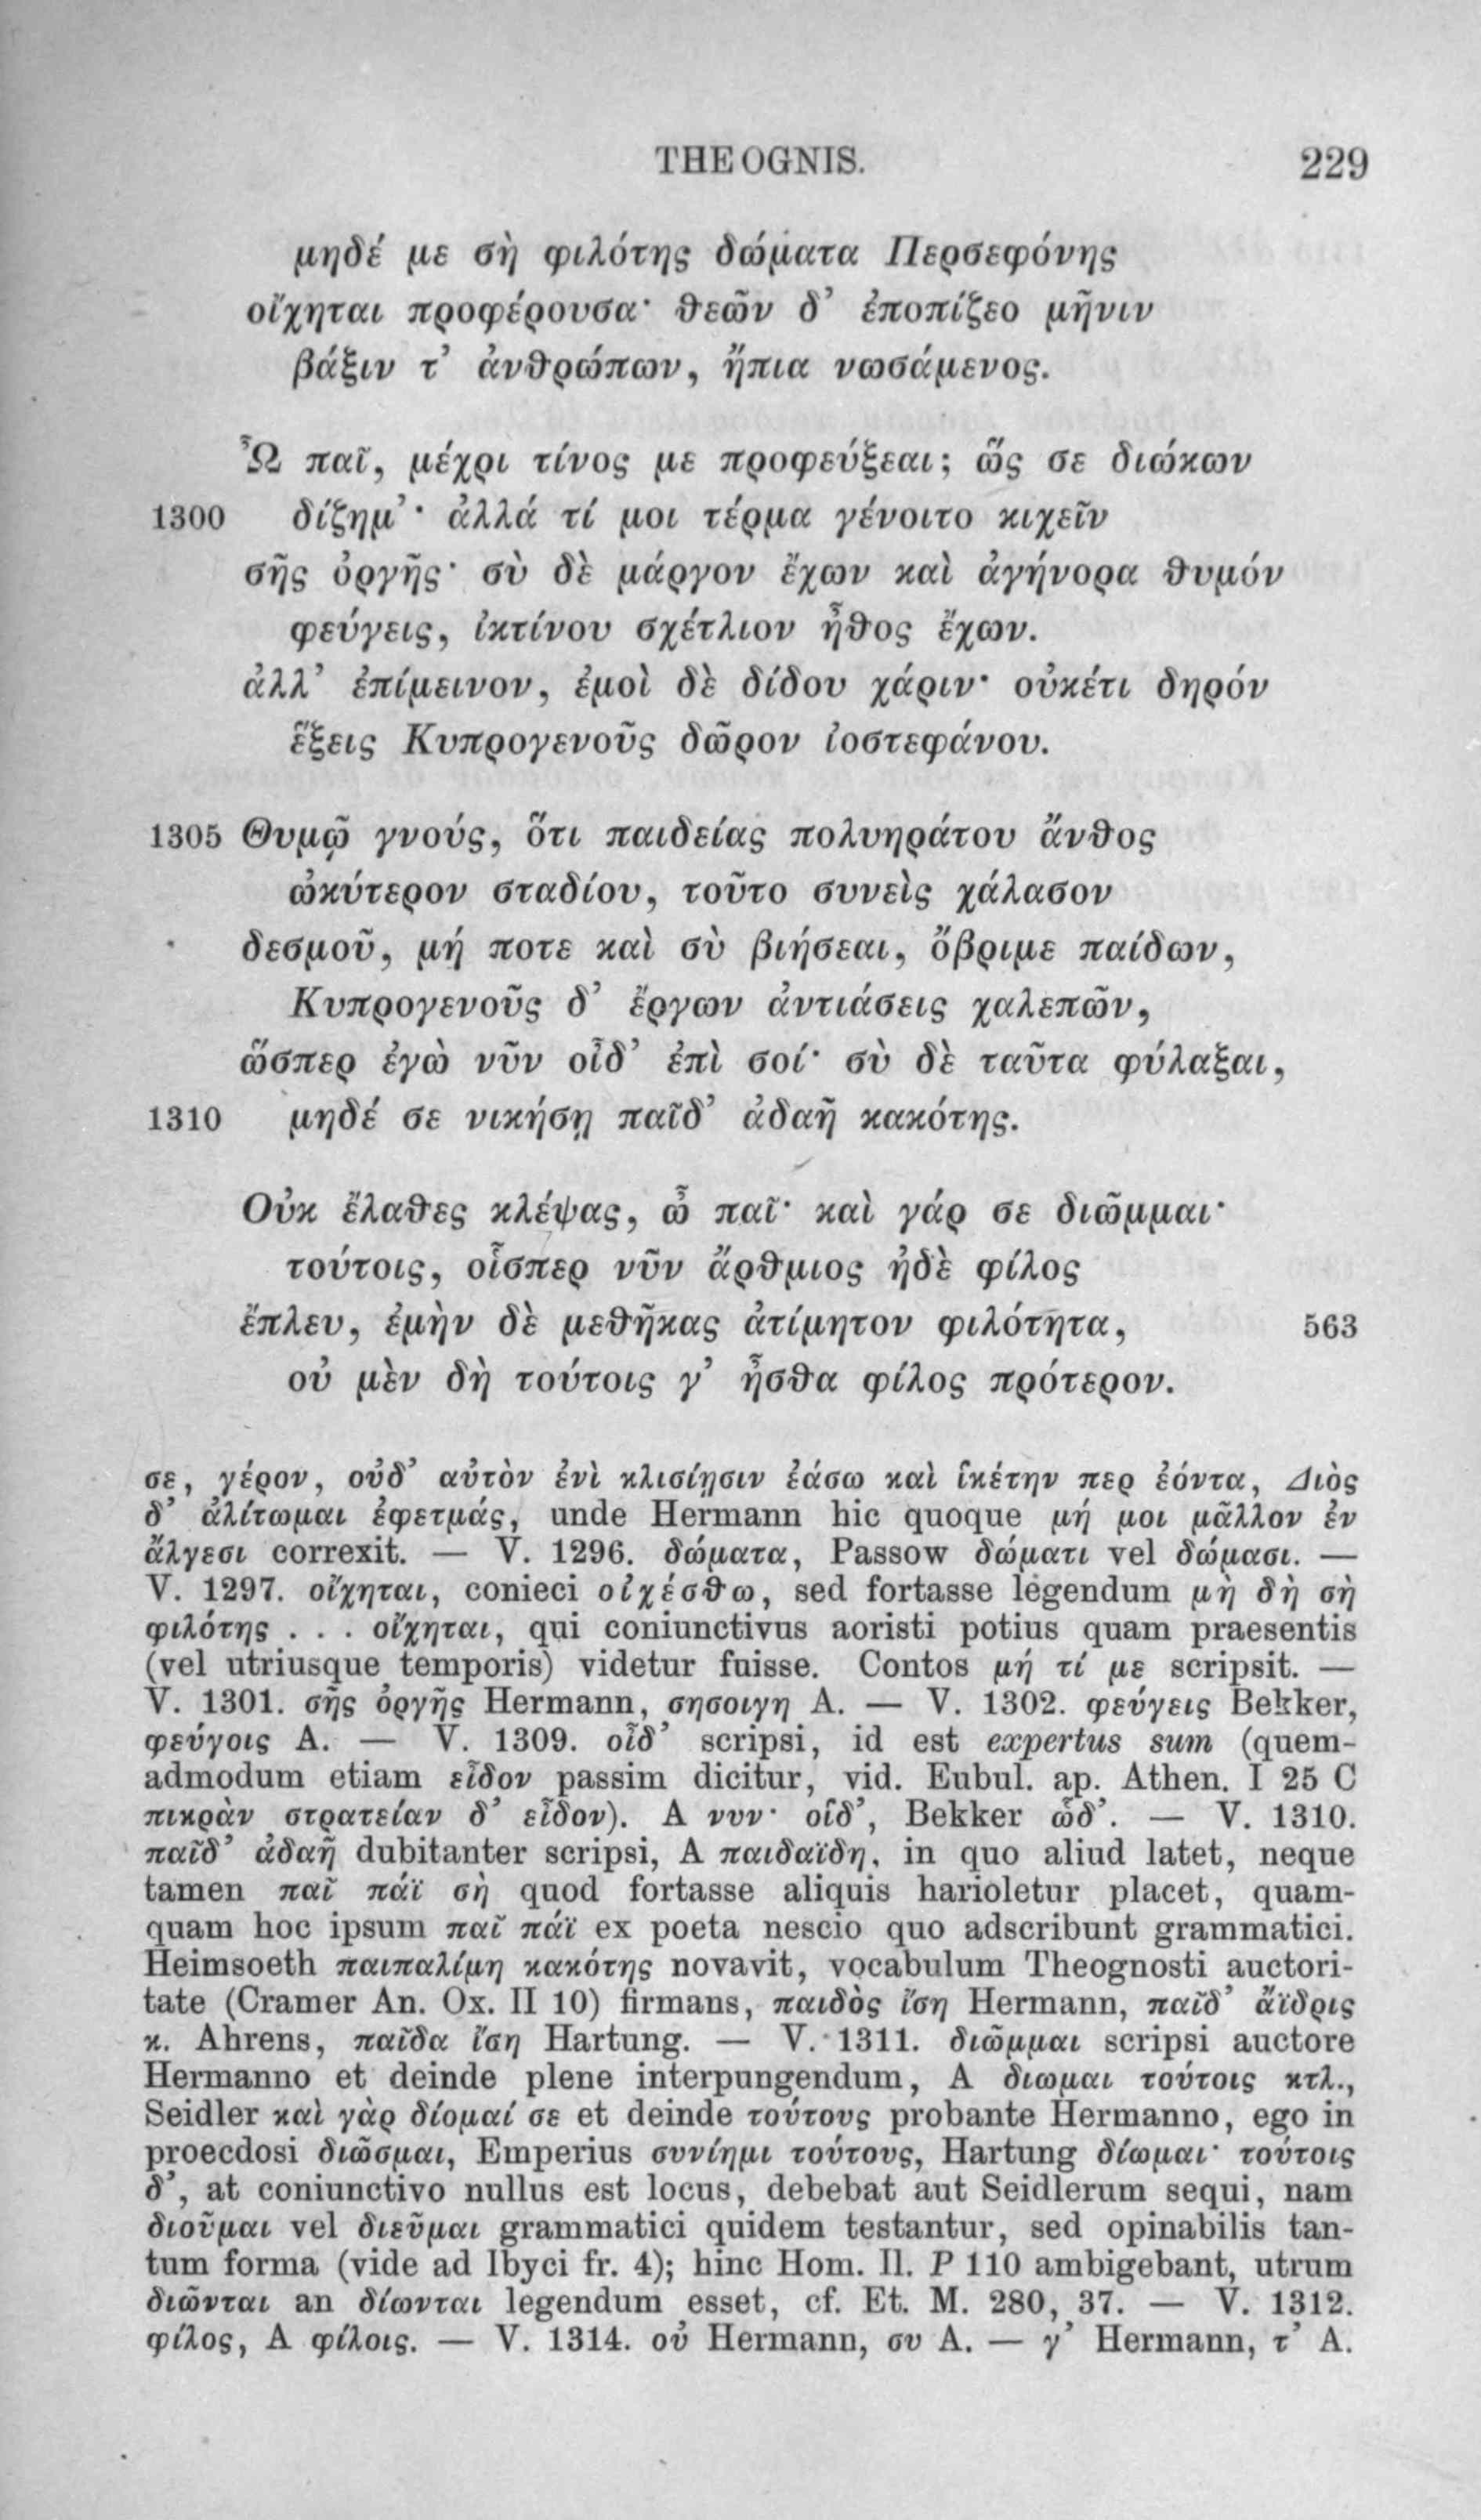 THEOGNIS. 229
μηδέ με σὴ φιλότης δώματα Περσεφόνης
οἴχηται προφέρουσα· θεῶν δ’ ἐποπίζεο μῆνιν
βάξιν τ’ ἀνθρώπων, ἤπια νωσάμενος.
Ὦ παῖ, μέχρι τίνος με προφεύξεαι; ὥς σε διώκων
1300 δίζημ’· ἀλλά τί μοι τέρμα γένοιτο κιχεῖν
σῆς ὀργῆς· σὺ δὲ μάργον ἔχων καὶ ἀγήνορα θυμόν
φεύγεις, ἰκτίνου σχέτλιον ἦθος ἔχων.
ἀλλ’ ἐπίμεινον, ἐμοὶ δὲ δίδου χάριν· οὐκέτι δηρόν
ἕξεις Κυπρογενοῦς δῶρον ἰοστεφάνου.
1305 Θυμῷ γνούς, ὅτι παιδείας πολυηράτου ἄνθος
ὠκύτερον σταδίου, τοῦτο συνεὶς χάλασον
δεσμοῦ, μή ποτε καὶ σὺ βιήσεαι, ὄβριμε παίδων,
Κυπρογενοῦς δ’ ἔργων ἀντιάσεις χαλεπῶν,
ὥσπερ ἐγὼ νῦν οἶδ’ ἐπὶ σοί· σὺ δὲ ταῦτα φύλαξαι,
1310 μηδέ σε νικήσῃ παῖδ’ ἀδαῆ κακότης.
Οὐκ ἔλαθες κλέψας, ὦ παῖ· καὶ γάρ σε διῶμμαι·
τούτοις, οἷσπερ νῦν ἄρθμιος ἠδὲ φίλος
ἔπλευ, ἐμὴν δὲ μεθῆκας ἀτίμητον φιλότητα, 563
οὐ μὲν δὴ τούτοις γ’ ἦσθα φίλος πρότερον.
σε, γέρον, οὐδ’ αὐτὸν ἐνὶ κλισίῃσιν ἐάσω καὶ ἱκέτην περ ἐόντα, Διὸς
δ’ ἀλίτωμαι ἐφετμάς, unde Hermann hic quoque μή μοι μᾶλλον ἐν
ἄλγεσι correxit. — V. 1296. δώματα, Passow δώματι vel δώμασι. —
V. 1297. οἴχηται, conieci οἰχέσθω, sed fortasse legendum μὴ δὴ σὴ
φιλότης . . . οἴχηται, qui coniunctivus aoristi potius quam praesentis
(vel utriusque temporis) videtur fuisse. Contos μή τί με scripsit. —
V. 1301. σῆς ὀργῆς Hermann, σησοιγη A. — V. 1302. φεύγεις Bekker,
φεύγοις A. — V. 1309. οἶδ’ scripsi, id est expertus sum (quem-
admodum etiam εἶδον passim dicitur, vid. Eubul. ap. Athen. I 25 C
πικρὰν στρατείαν δ’ εἶδον). A νυν· οἵδ’, Bekker ὧδ’. — V. 1310.
παῖδ’ ἀδαῆ dubitanter scripsi, A παιδαϊδη, in quo aliud latet, neque
tamen παῖ πάϊ σὴ quod fortasse aliquis harioletur placet, quam-
quam hoc ipsum παῖ πάϊ ex poeta nescio quo adscribunt grammatici.
Heimsoeth παιπαλίμη κακότης novavit, vocabulum Theognosti auctori-
tate (Cramer An. Ox. II 10) firmans, παιδὸς ἴση Hermann, παῖδ’ ἄϊδρις
κ. Ahrens, παῖδα ἴση Hartung. — V. 1311. διῶμμαι scripsi auctore
Hermanno et deinde plene interpungendum, A διωμαι τούτοις κτλ.,
Seidler καὶ γὰρ δίομαί σε et deinde τούτους probante Hermanno, ego in
proecdosi διῶσμαι, Emperius συνίημι τούτους, Hartung δίωμαι· τούτοις
δ’, at coniunctivo nullus est locus, debebat aut Seidlerum sequi, nam
διοῦμαι vel διεῦμαι grammatici quidem testantur, sed opinabilis tan-
tum forma (vide ad Ibyci fr. 4); hinc Hom. Il. P 110 ambigebant, utrum
διῶνται an δίωνται legendum esset, cf. Et. M. 280, 37. — V. 1312.
φίλος, A φίλοις. — V. 1314. οὐ Hermann, συ A. — γ’ Hermann, τ’ A.